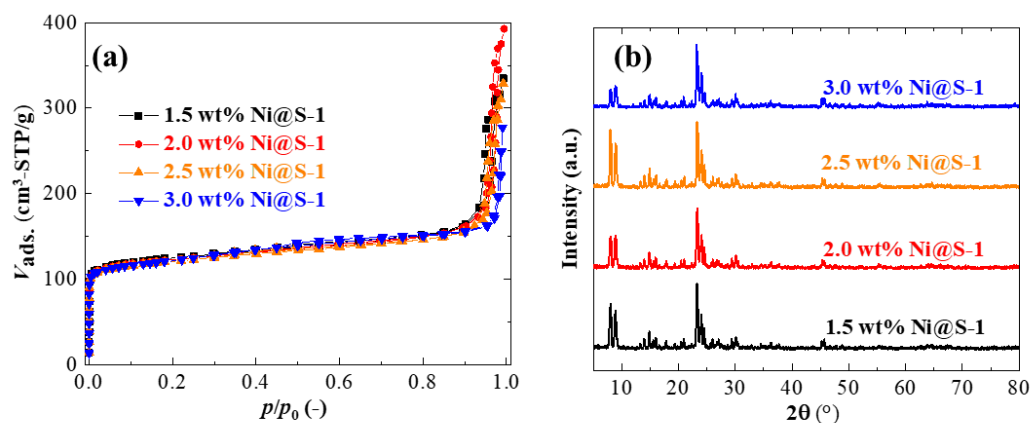 (a)
400
300
200
100
0
V_ads. (cm³-STP/g)
1.5 wt% Ni@S-1
2.0 wt% Ni@S-1
2.5 wt% Ni@S-1
3.0 wt% Ni@S-1
0.0 0.2 0.4 0.6 0.8 1.0
p/p₀ (-)
(b)
Intensity (a.u.)
3.0 wt% Ni@S-1
2.5 wt% Ni@S-1
2.0 wt% Ni@S-1
1.5 wt% Ni@S-1
10 20 30 40 50 60 70 80
2θ (°)